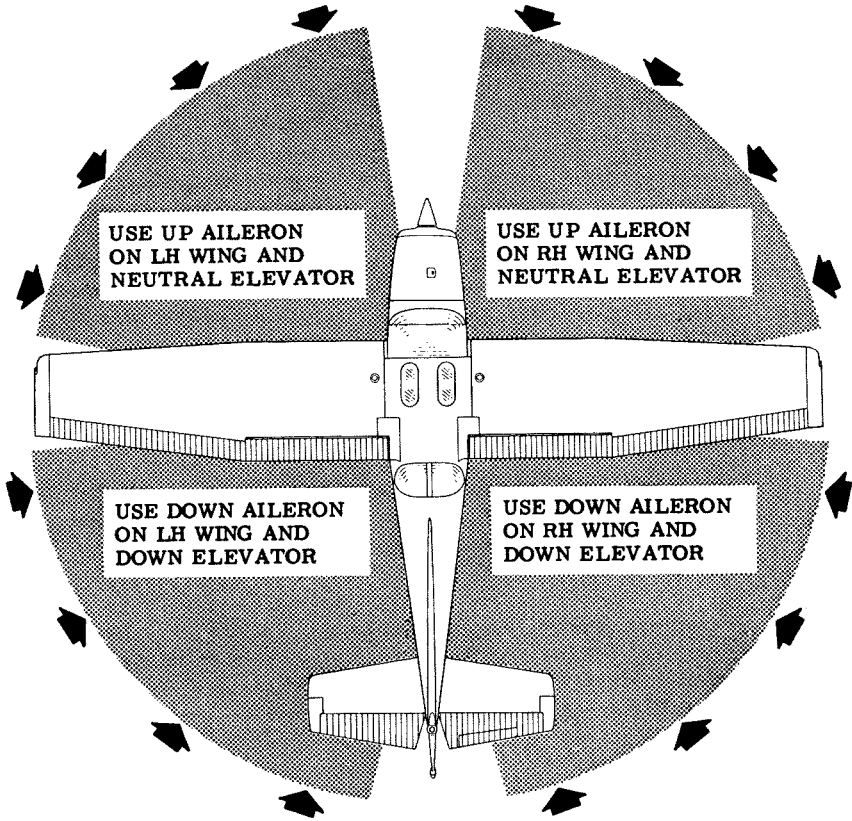 USE UP AILERON
ON LH WING AND
NEUTRAL ELEVATOR
USE UP AILERON
ON RH WING AND
NEUTRAL ELEVATOR
USE DOWN AILERON
ON LH WING AND
DOWN ELEVATOR
USE DOWN AILERON
ON RH WING AND
DOWN ELEVATOR